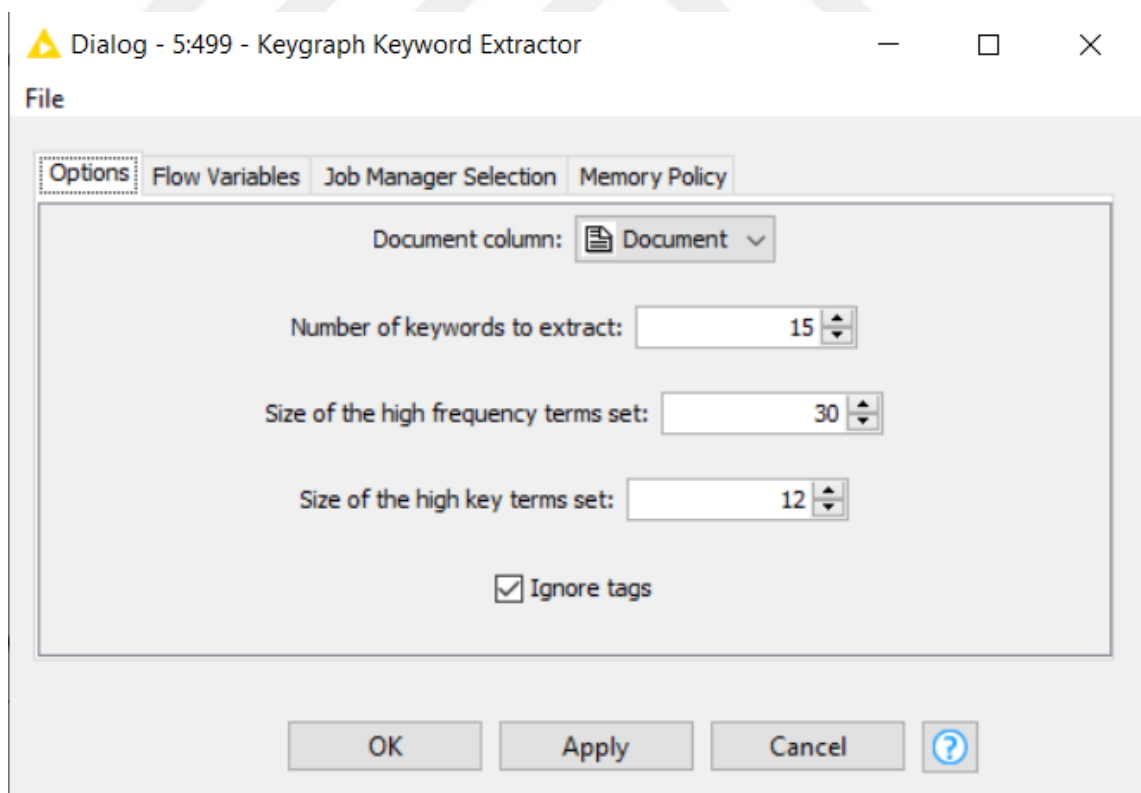 Dialog - 5:499 - Keygraph Keyword Extractor
File
Options Flow Variables Job Manager Selection Memory Policy
Document column: Document
Number of keywords to extract: 15
Size of the high frequency terms set: 30
Size of the high key terms set: 12
Ignore tags
OK Apply Cancel ?